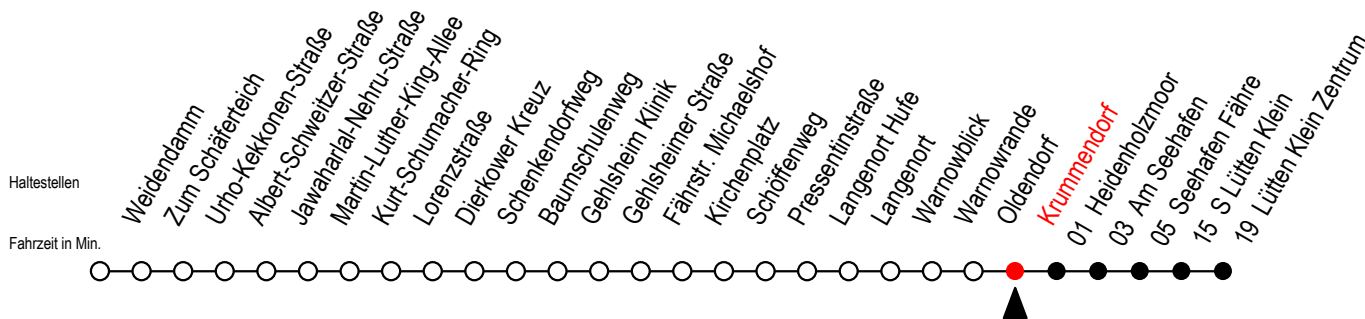 Haltestellen
Weidendamm
Zum Schäferteich
Urho-Kekkonen-Straße
Albert-Schweitzer-Straße
Jawaharlal-Nehru-Straße
Martin-Luther-King-Allee
Kurt-Schumacher-Ring
Lorenzstraße
Dierkower Kreuz
Schenkendorfweg
Baumschulenweg
Gehlsheim Klinik
Gehlsheimer Straße
Fährstr. Michaelshof
Kirchenplatz
Schöffenweg
Pressentinstraße
Langenort Hufe
Langenort
Warnowblick
Warnowrande
Oldendorf
Krummendorf
01 Heidenholzmoor
03 Am Seehafen
05 Seehafen Fähre
15 S Lütten Klein
19 Lütten Klein Zentrum
Fahrzeit in Min.